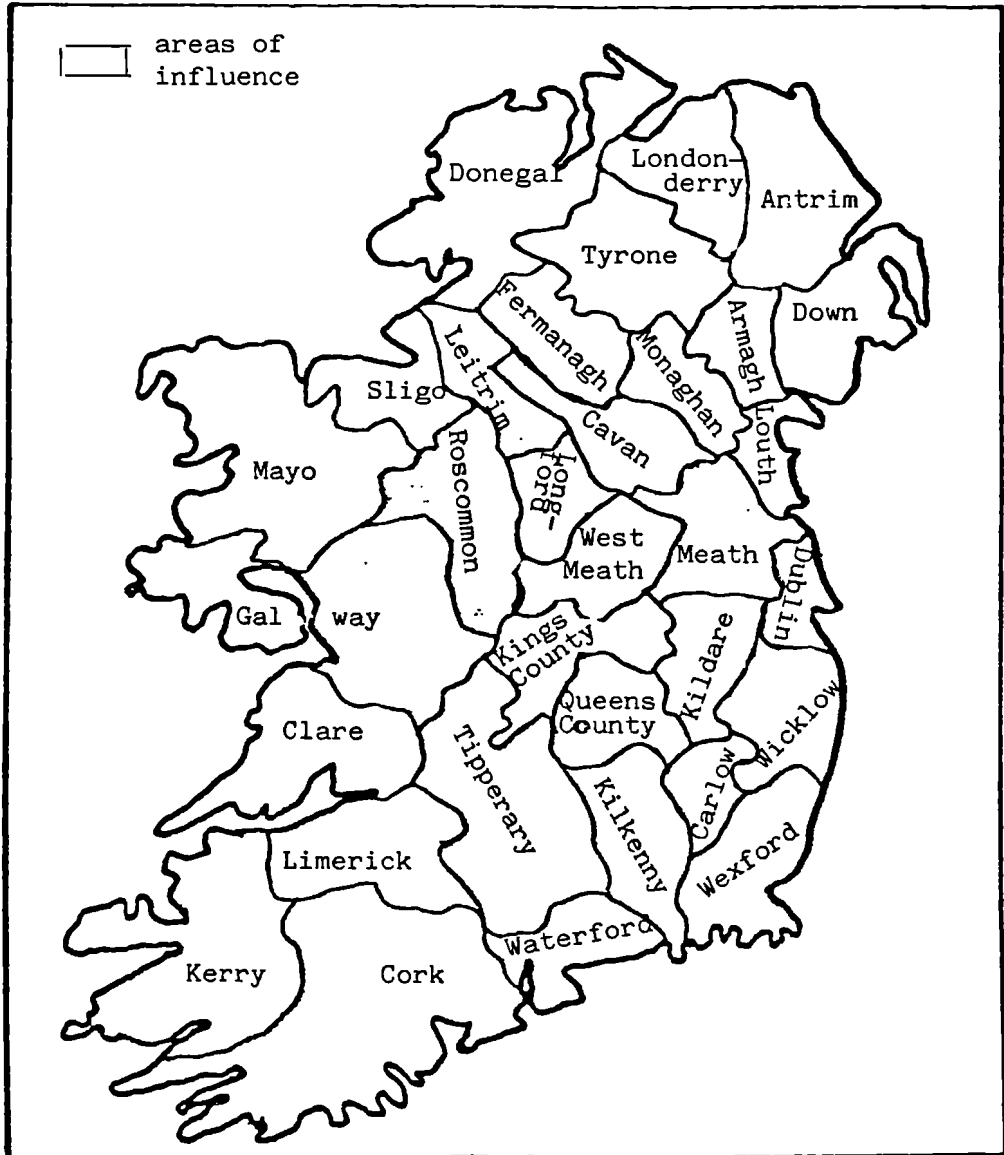 areas of
influence
Donegal
London-
derry
Antrim
Tyrone
Fermanagh
Armagh
Down
Monaghan
Leitrim
Sligo
Cavan
Louth
Mayo
Roscommon
Long-
ford
West
Meath
Meath
Dublin
Gal way
Kings
County
Kildare
Queens
County
Clare
Wicklow
Tipperary
Carlow
Kilkenny
Limerick
Wexford
Waterford
Kerry
Cork